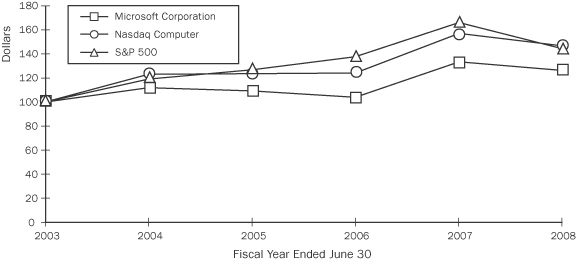 180
160
140
120
100
80
60
40
20
0
Dollars
Microsoft Corporation
Nasdaq Computer
S&P 500
2003 2004 2005 2006 2007 2008
Fiscal Year Ended June 30